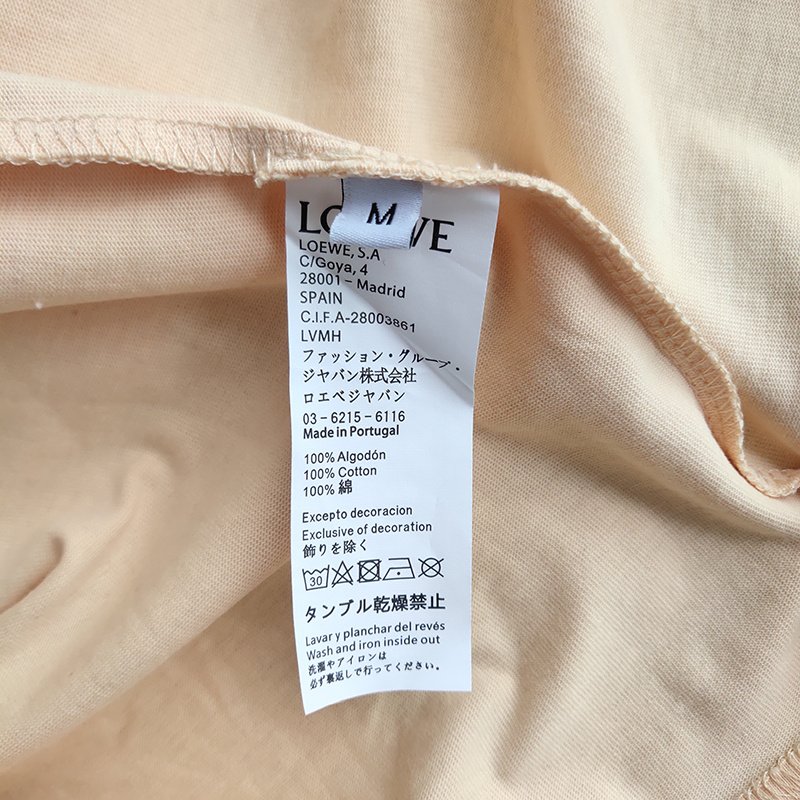 M
LOEWE
LOEWE, S.A
C/Goya, 4
28001 - Madrid
SPAIN
C.I.F.A-28003861
LVMH
ファッション・グループ・
ジャバン株式会社
ロエベジャバン
03 - 6215 - 6116
Made in Portugal
100% Algodón
100% Cotton
100% 綿
Excepto decoracion
Exclusive of decoration
飾りを除く
30
タンブル乾燥禁止
Lavar y planchar del revés
Wash and iron inside out
洗濯やアイロンは
必ず裏返しで行ってください。